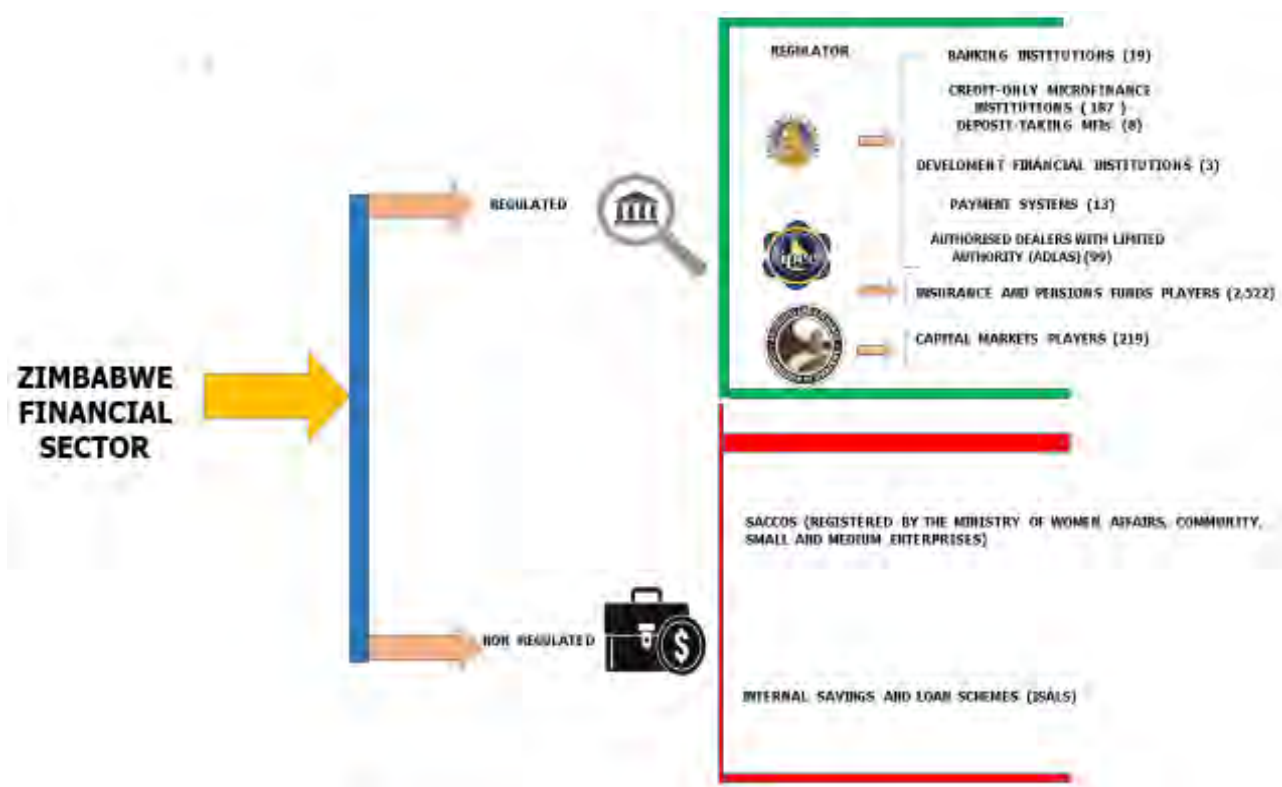 REGULATOR
BANKING INSTITUTIONS (19)
CREDIT-ONLY MICROFINANCE
INSTITUTIONS ( 187 )
DEPOSIT-TAKING MFIs (8)
DEVELOMENT FINANCIAL INSTITUTIONS (3)
PAYMENT SYSTEMS (13)
AUTHORISED DEALERS WITH LIMITED
AUTHORITY (ADLAS) (99)
INSURANCE AND PENSIONS FUNDS PLAYERS (2,522)
CAPITAL MARKETS PLAYERS (219)
REGULATED
ZIMBABWE
FINANCIAL
SECTOR
NON REGULATED
SACCOS (REGISTERED BY THE MINISTRY OF WOMEN AFFAIRS, COMMUNITY,
SMALL AND MEDIUM ENTERPRISES)
INTERNAL SAVINGS AND LOAN SCHEMES (ISALS)